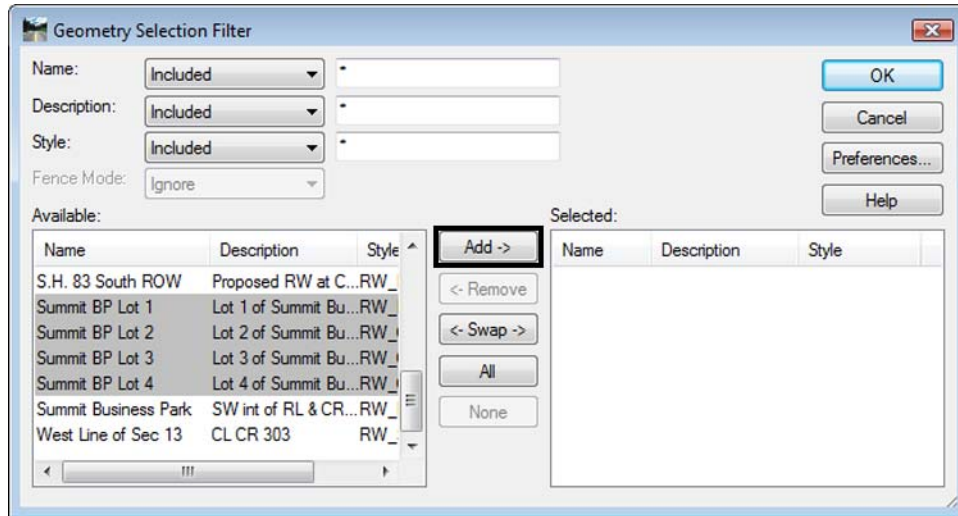 Geometry Selection Filter
Name: Included *
Description: Included *
Style: Included *
Fence Mode: Ignore
OK
Cancel
Preferences...
Help
Available:
Name Description Style
S.H. 83 South ROW Proposed RW at C... RW_
Summit BP Lot 1 Lot 1 of Summit Bu... RW_
Summit BP Lot 2 Lot 2 of Summit Bu... RW_
Summit BP Lot 3 Lot 3 of Summit Bu... RW_
Summit BP Lot 4 Lot 4 of Summit Bu... RW_
Summit Business Park SW int of RL & CR... RW_
West Line of Sec 13 CL CR 303 RW_
Add ->
<- Remove
<- Swap ->
All
None
Selected:
Name Description Style